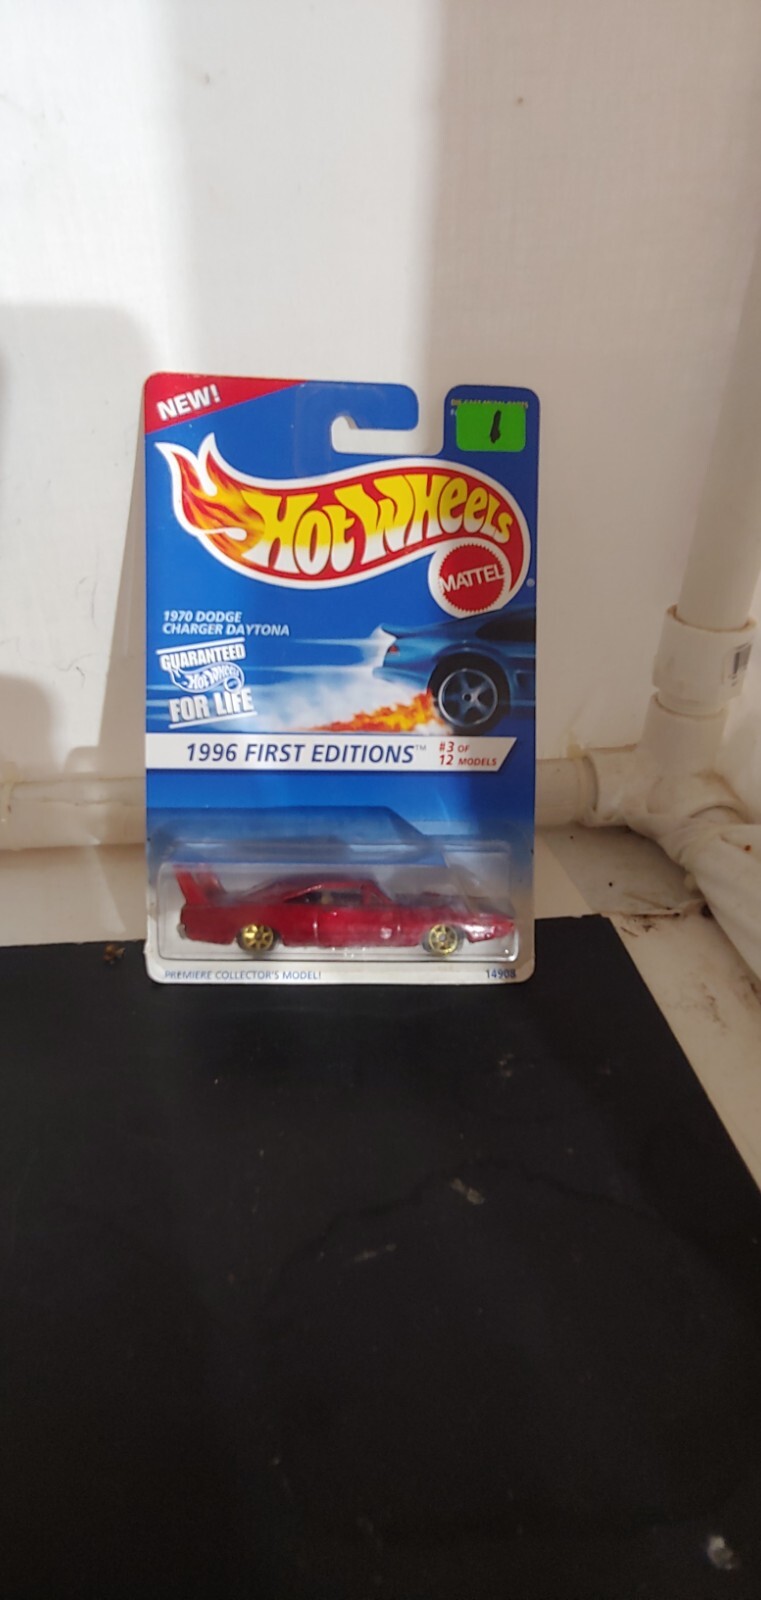 NEW!
Hot Wheels
MATTEL
®
1970 DODGE
CHARGER DAYTONA
GUARANTEED
Hot Wheels
FOR LIFE
1996 FIRST EDITIONS™
#3 OF
12 MODELS
PREMIERE COLLECTOR'S MODEL!
14908